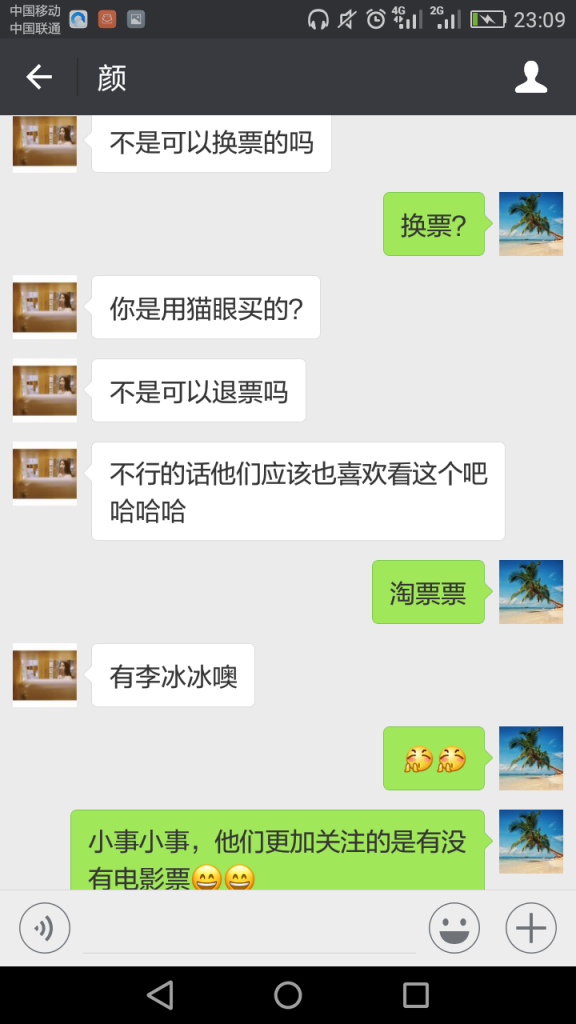 中国移动
中国联通
4G
2G
23:09
颜
不是可以换票的吗
换票?
你是用猫眼买的?
不是可以退票吗
不行的话他们应该也喜欢看这个吧
哈哈哈
淘票票
有李冰冰噢
小事小事，他们更加关注的是有没
有电影票